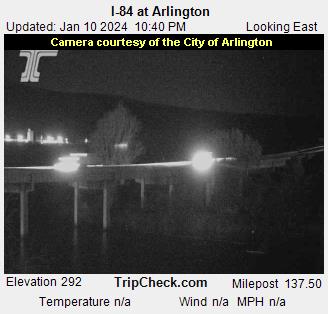 I-84 at Arlington
Updated: Jan 10 2024 10:40 PM Looking East
Camera courtesy of the City of Arlington
Elevation 292 TripCheck.com Milepost 137.50
Temperature n/a Wind n/a MPH n/a